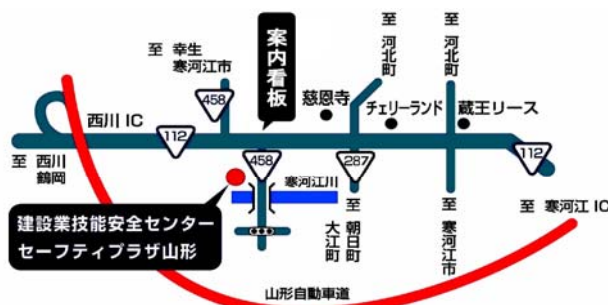 至 幸生
寒河江市
458
案内看板
慈恩寺
至 河北町
チェリーランド
至 河北町
蔵王リース
西川 IC
112
至 西川
鶴岡
458
寒河江川
287
112
建設業技能安全センター
セーフティプラザ山形
至 朝日町
大江町
至 寒河江市
至 寒河江 IC
山形自動車道